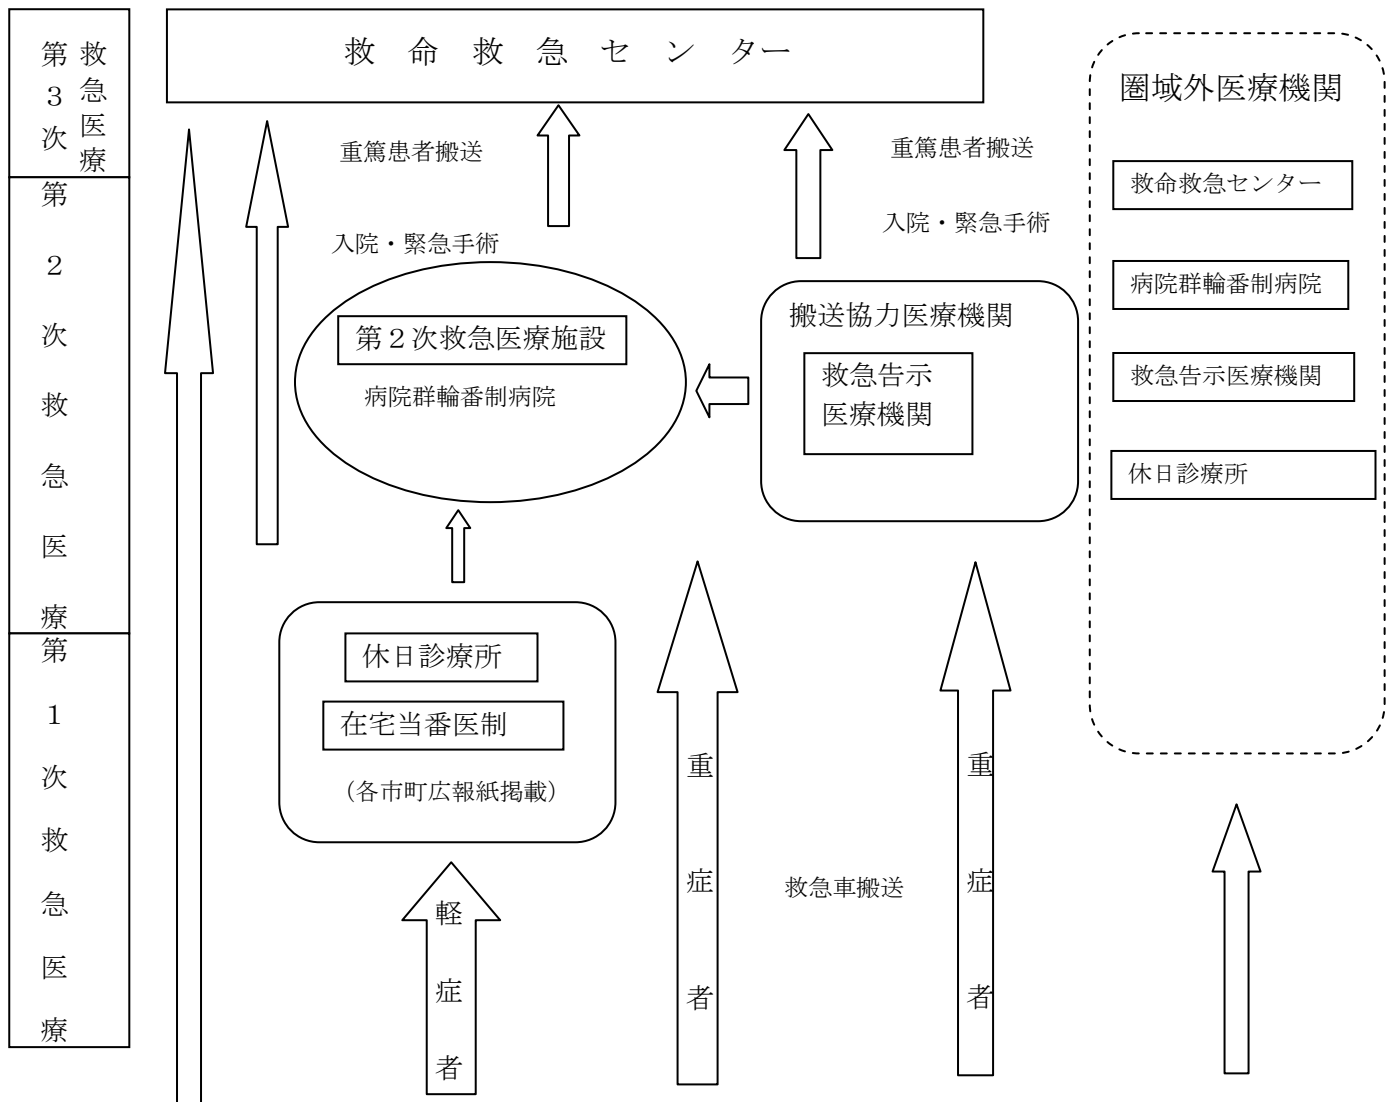 第３次
救急医療
第２次救急医療
第１次救急医療
救命救急センター
重篤患者搬送
重篤患者搬送
入院・緊急手術
入院・緊急手術
第２次救急医療施設
病院群輪番制病院
搬送協力医療機関
救急告示
医療機関
休日診療所
在宅当番医制
（各市町広報紙掲載）
軽症者
重症者
救急車搬送
重症者
圏域外医療機関
救命救急センター
病院群輪番制病院
救急告示医療機関
休日診療所